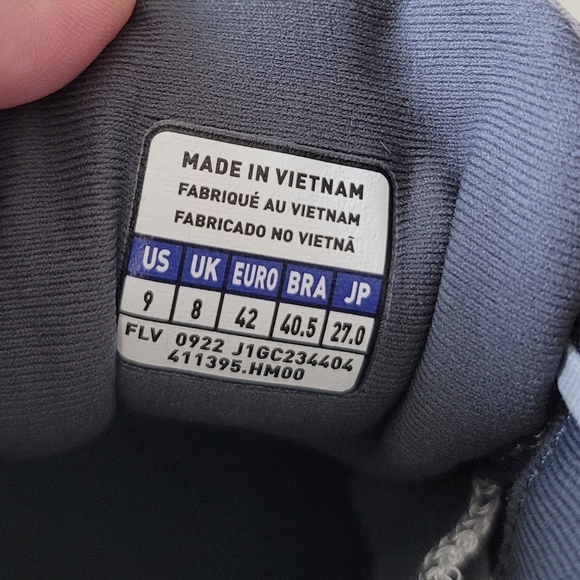 MADE IN VIETNAM
FABRIQUÉ AU VIETNAM
FABRICADO NO VIETNÃ
US UK EURO BRA JP
9 8 42 40.5 27.0
FLV 0922 J1GC234404
411395.HM00